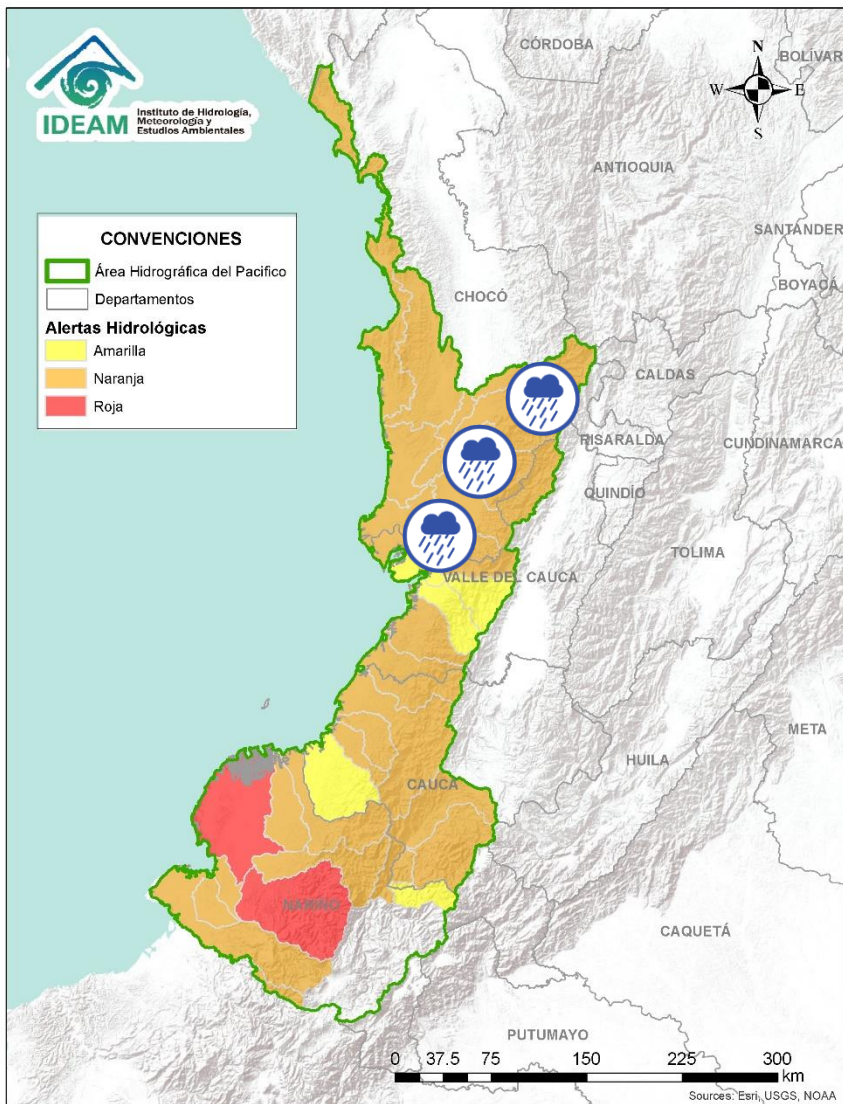 IDEAM
Instituto de Hidrología,
Meteorología y
Estudios Ambientales
N
W
E
S
CONVENCIONES
Área Hidrográfica del Pacifico
Departamentos
Alertas Hidrológicas
Amarilla
Naranja
Roja
CÓRDOBA
BOLÍVAR
ANTIOQUIA
SANTANDER
BOYACÁ
CHOCÓ
CALDAS
RISARALDA
CUNDINAMARCA
QUINDÍO
TOLIMA
VALLE DEL CAUCA
META
HUILA
CAUCA
NARIÑO
CAQUETÁ
PUTUMAYO
0 37.5 75 150 225 300
km
Sources: Esri, USGS, NOAA